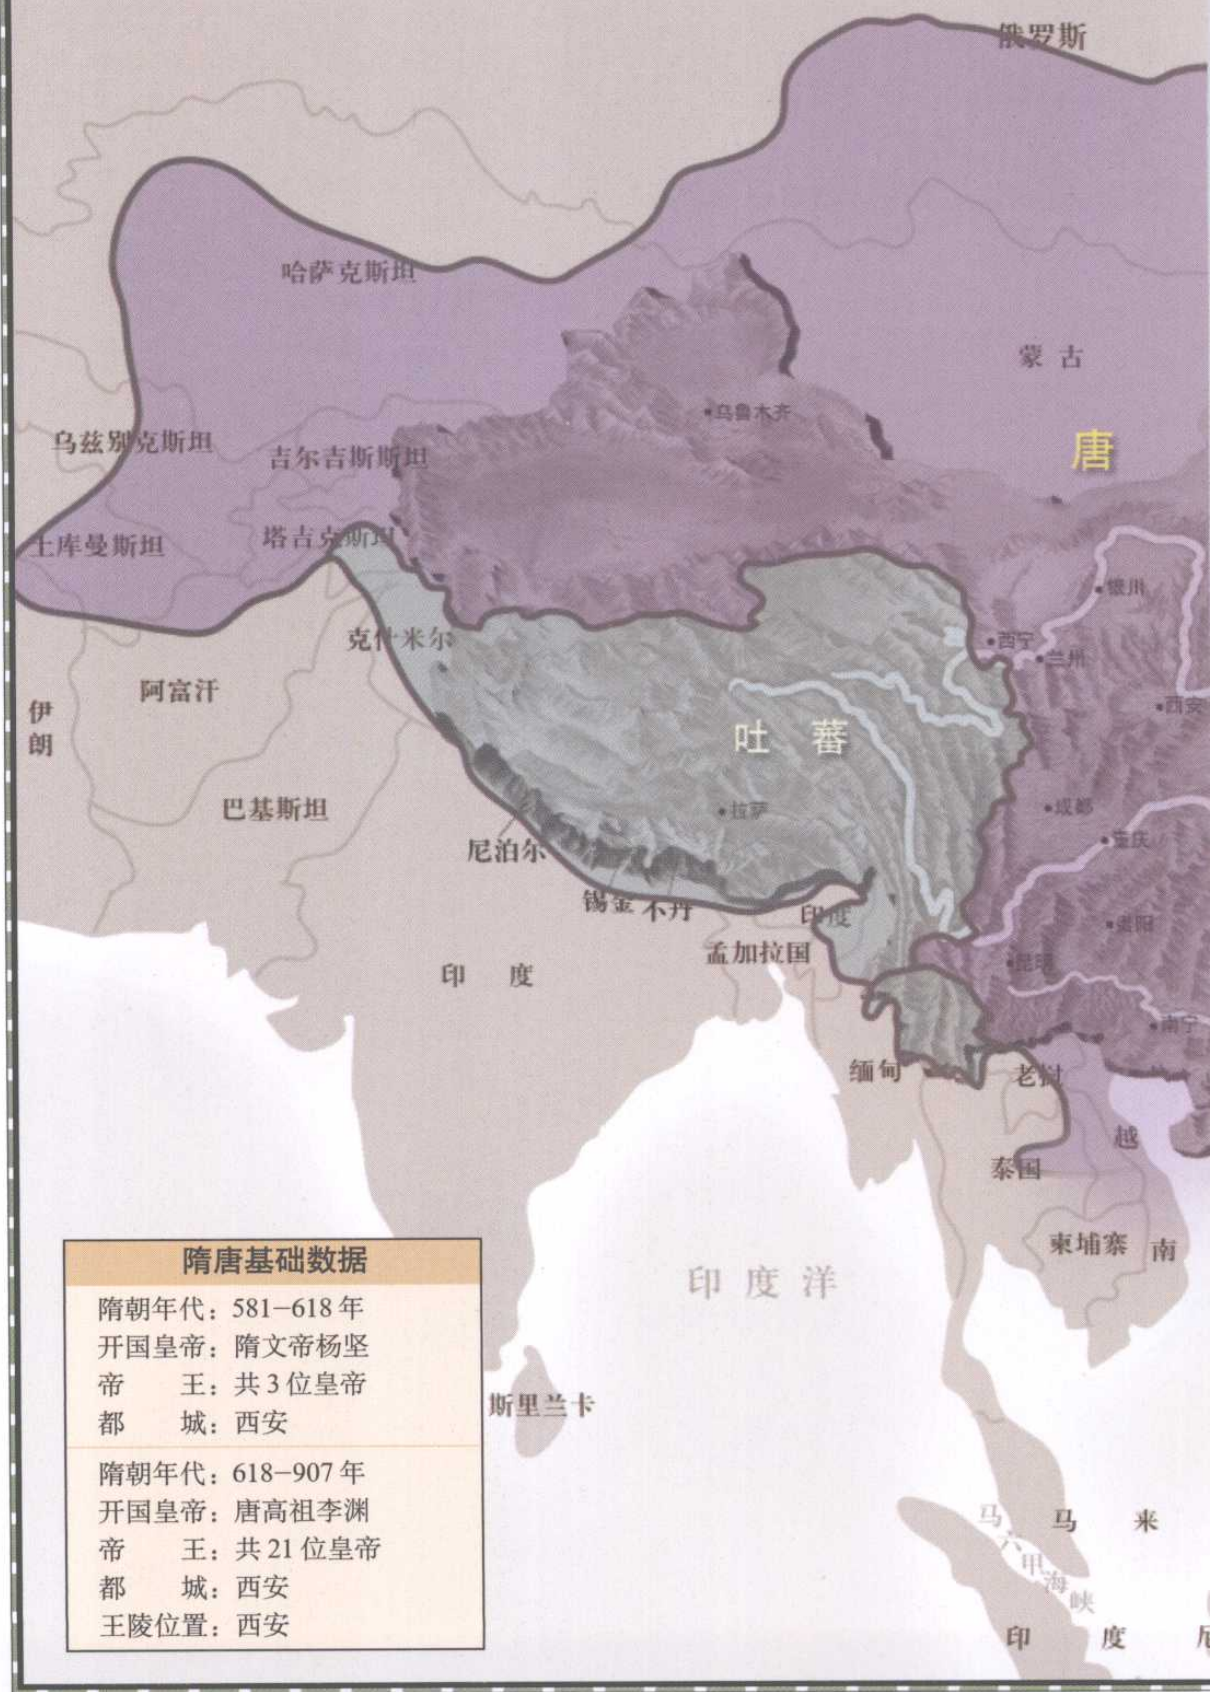 俄罗斯
哈萨克斯坦
蒙古
乌鲁木齐
唐
乌兹别克斯坦
吉尔吉斯斯坦
土库曼斯坦
塔吉克斯坦
银川
克什米尔
西宁
兰州
阿富汗
西安
伊朗
吐蕃
巴基斯坦
拉萨
成都
重庆
尼泊尔
锡金
不丹
印度
贵阳
孟加拉国
昆明
印度
南宁
缅甸
老挝
越
泰国
柬埔寨
南
印度洋
斯里兰卡
马来
马六甲海峡
印度尼
隋唐基础数据
隋朝年代：581–618年
开国皇帝：隋文帝杨坚
帝王：共3位皇帝
都城：西安
隋朝年代：618–907年
开国皇帝：唐高祖李渊
帝王：共21位皇帝
都城：西安
王陵位置：西安